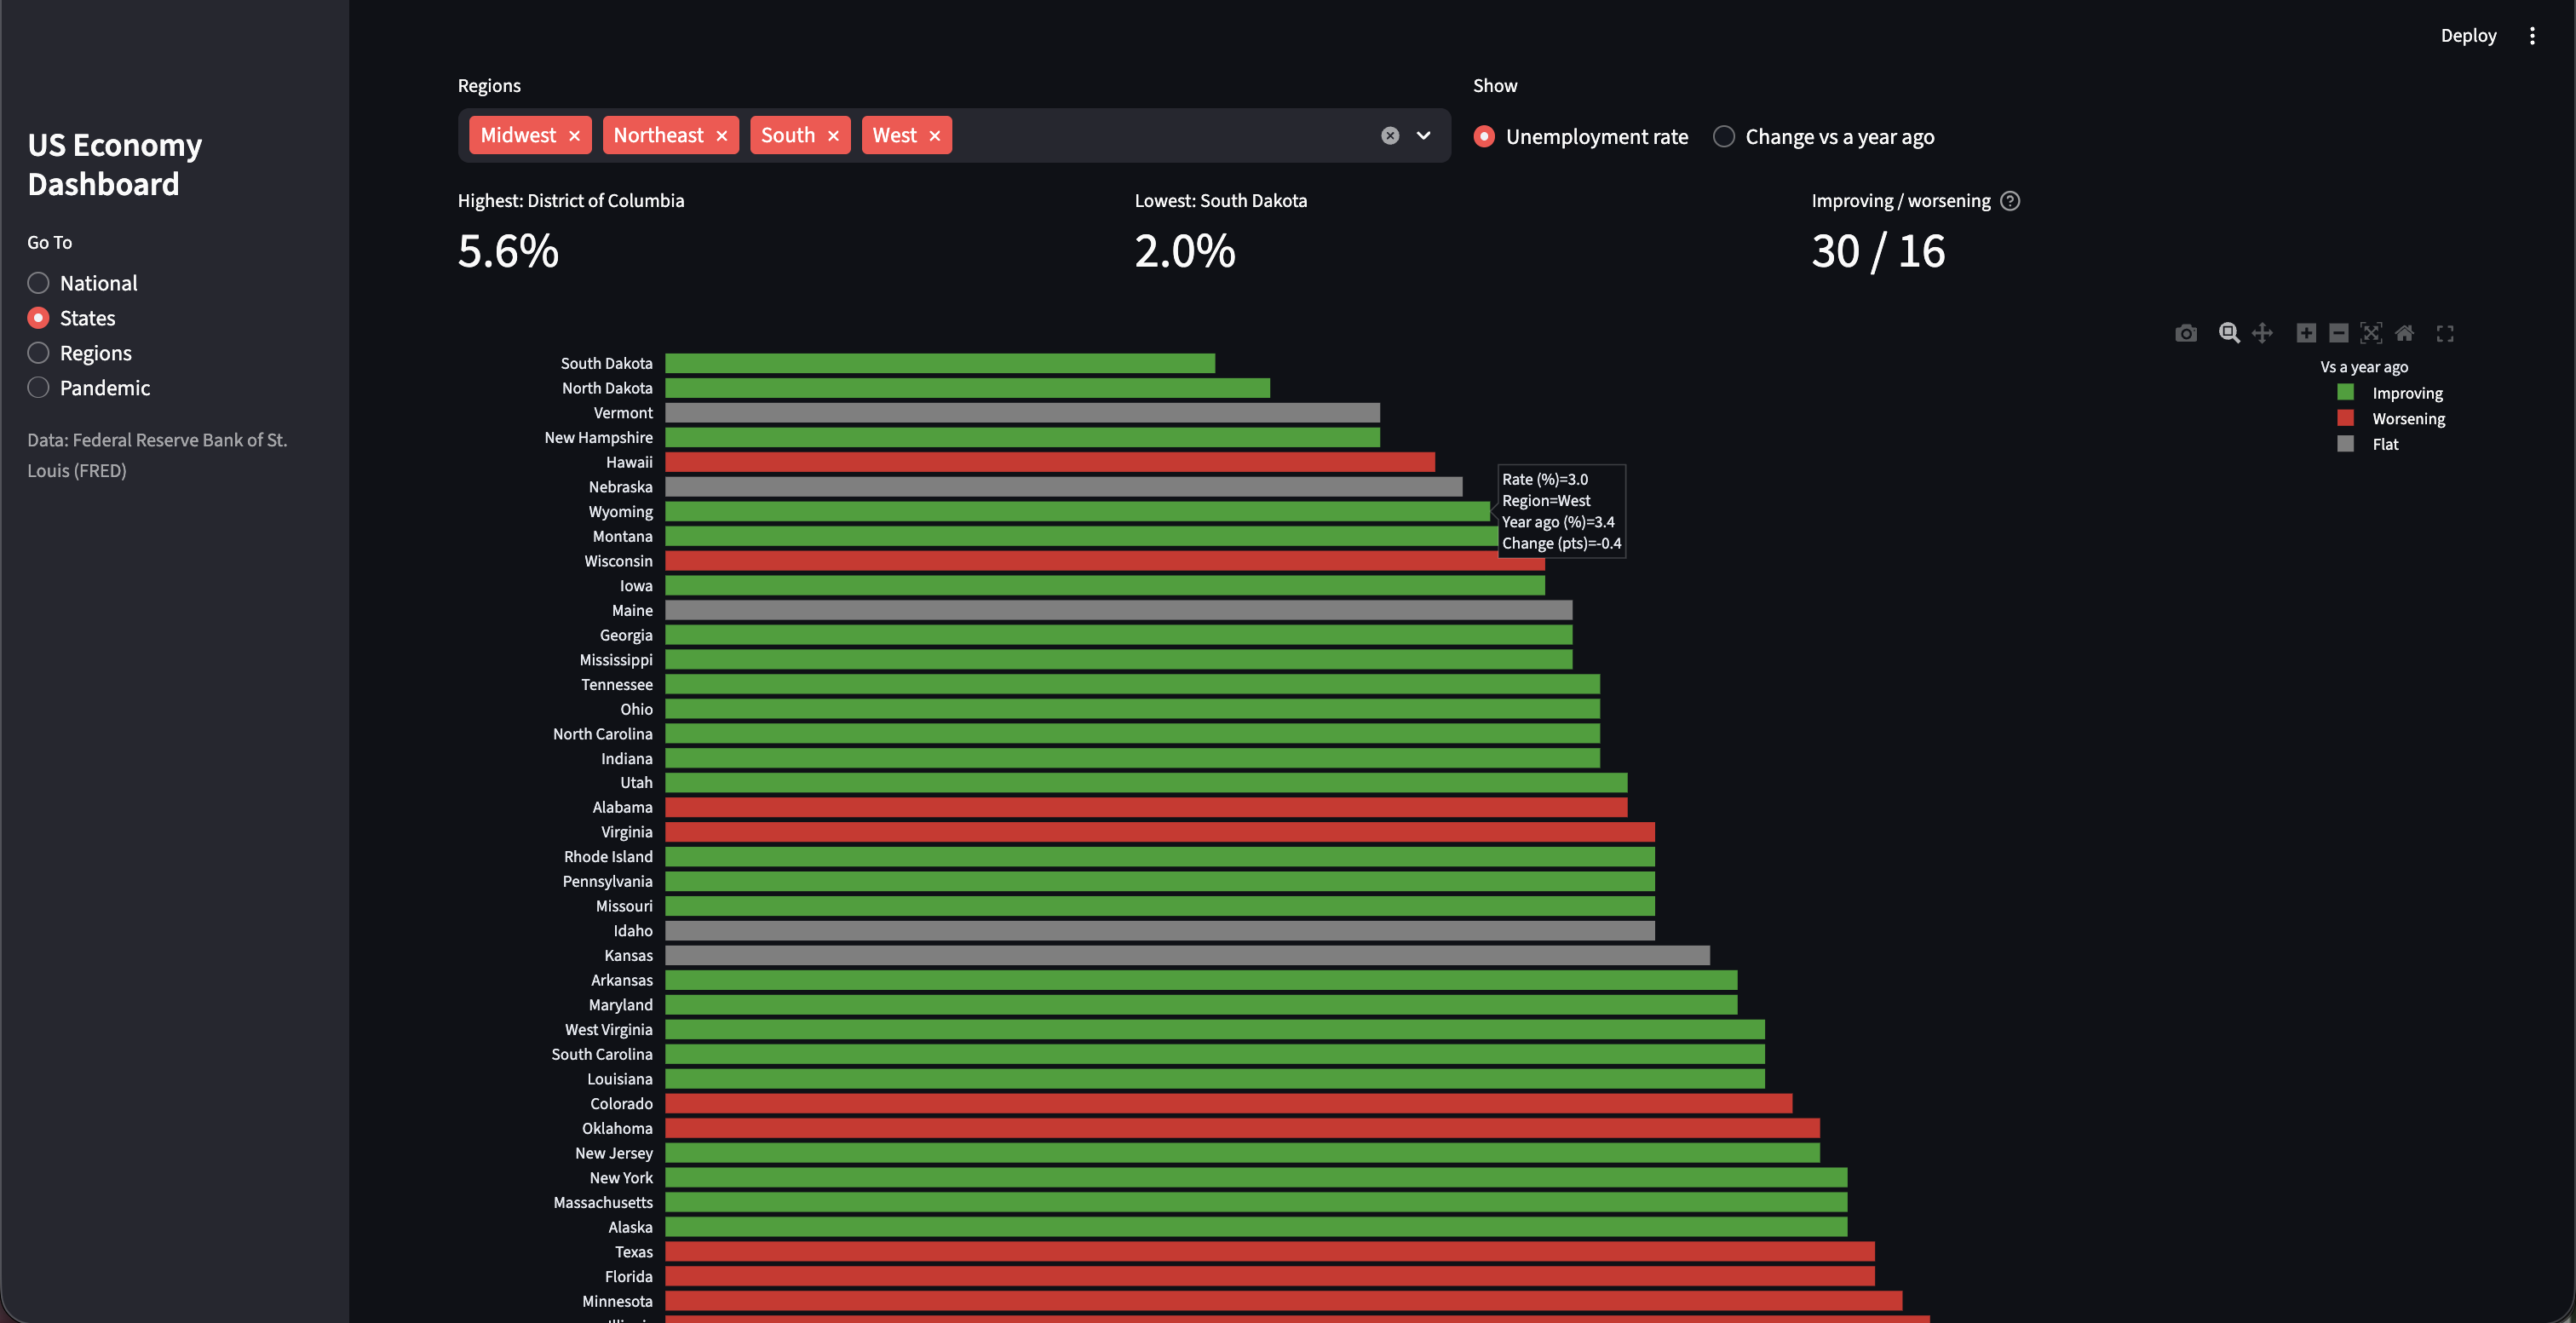 Deploy
US Economy
Dashboard
Go To
National
States
Regions
Pandemic
Data: Federal Reserve Bank of St.
Louis (FRED)
Regions
Midwest
Northeast
South
West
Show
Unemployment rate
Change vs a year ago
Highest: District of Columbia
5.6%
Lowest: South Dakota
2.0%
Improving / worsening
30 / 16
Vs a year ago
Improving
Worsening
Flat
South Dakota
North Dakota
Vermont
New Hampshire
Hawaii
Nebraska
Wyoming
Montana
Wisconsin
Iowa
Maine
Georgia
Mississippi
Tennessee
Ohio
North Carolina
Indiana
Utah
Alabama
Virginia
Rhode Island
Pennsylvania
Missouri
Idaho
Kansas
Arkansas
Maryland
West Virginia
South Carolina
Louisiana
Colorado
Oklahoma
New Jersey
New York
Massachusetts
Alaska
Texas
Florida
Minnesota
Rate (%)=3.0
Region=West
Year ago (%)=3.4
Change (pts)=-0.4